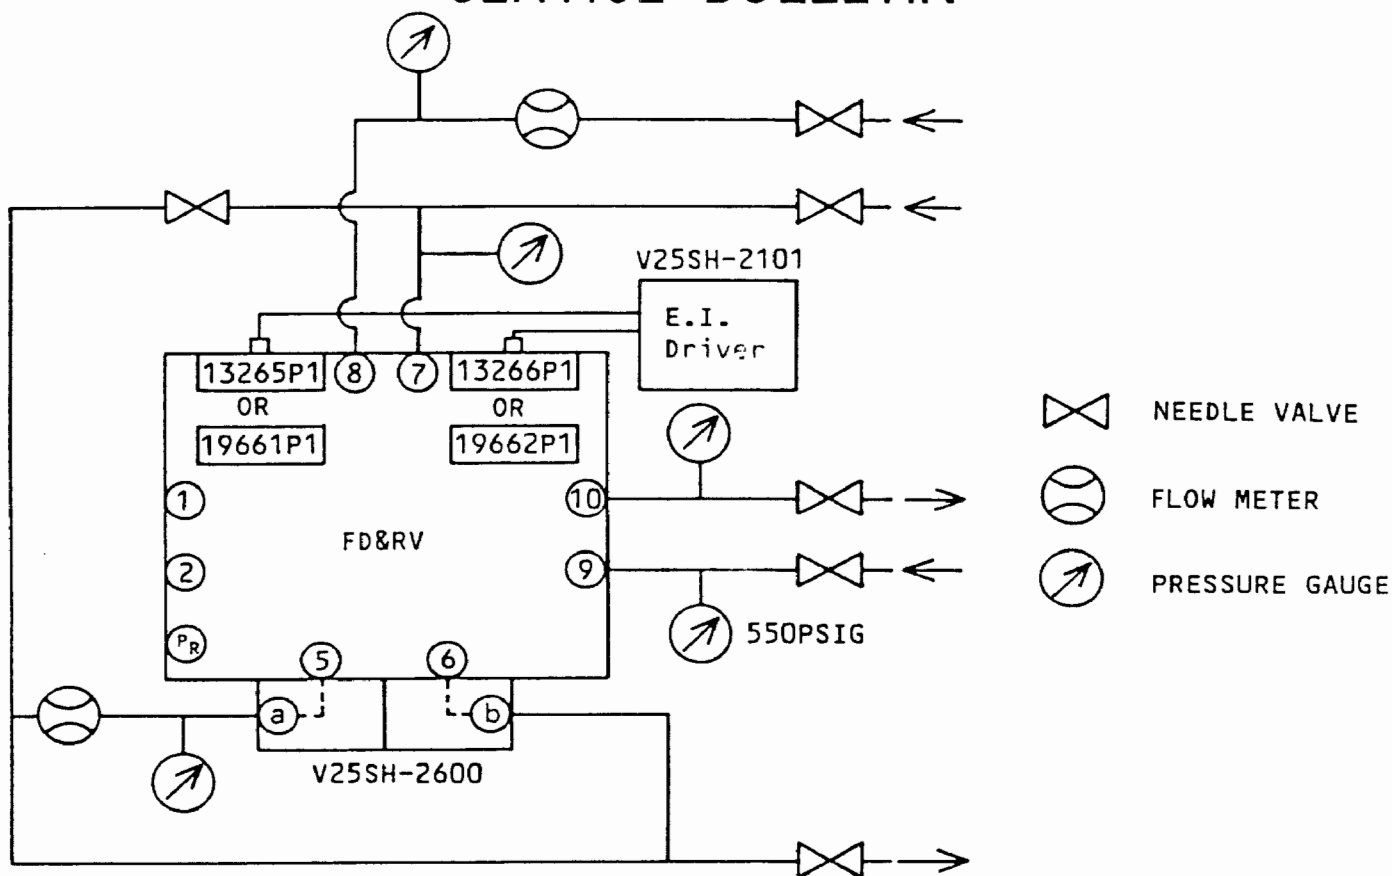 V25SH-2101
E.I.
Driver
13265P1
8
7
13266P1
OR
OR
19661P1
19662P1
NEEDLE VALVE
1
10
FLOW METER
FD&RV
2
9
PRESSURE GAUGE
550PSIG
PR
5
6
a
b
V25SH-2600